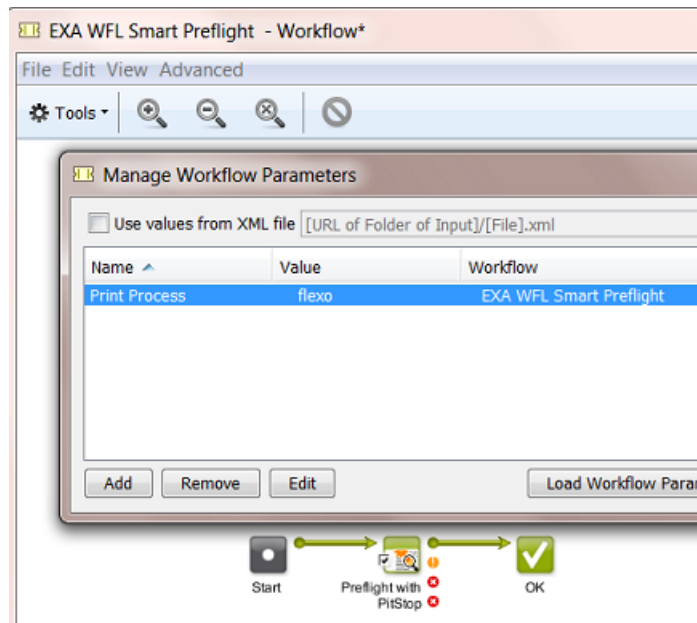 EXA WFL Smart Preflight - Workflow*
File Edit View Advanced
Tools
Manage Workflow Parameters
Use values from XML file [URL of Folder of Input]/[File].xml
Name Value Workflow
Print Process flexo EXA WFL Smart Preflight
Add Remove Edit Load Workflow Para
Start Preflight with PitStop OK